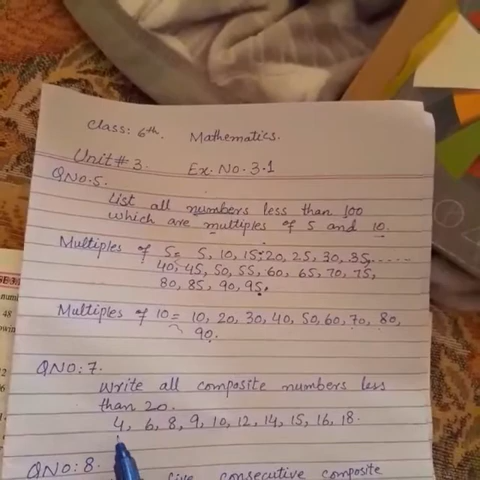 Class: 6th. Mathematics.
Unit # 3. Ex. No. 3.1
QNO.5.
List all numbers less than 100
which are multiples of 5 and 10.
Multiples of 5 = 5, 10, 15, 20, 25, 30, 35, .....
40, 45, 50, 55, 60, 65, 70, 75,
80, 85, 90, 95.
Multiples of 10 = 10, 20, 30, 40, 50, 60, 70, 80,
90.
QNO: 7.
Write all composite numbers less
than 20.
4, 6, 8, 9, 10, 12, 14, 15, 16, 18.
QNO: 8.
five consecutive composite